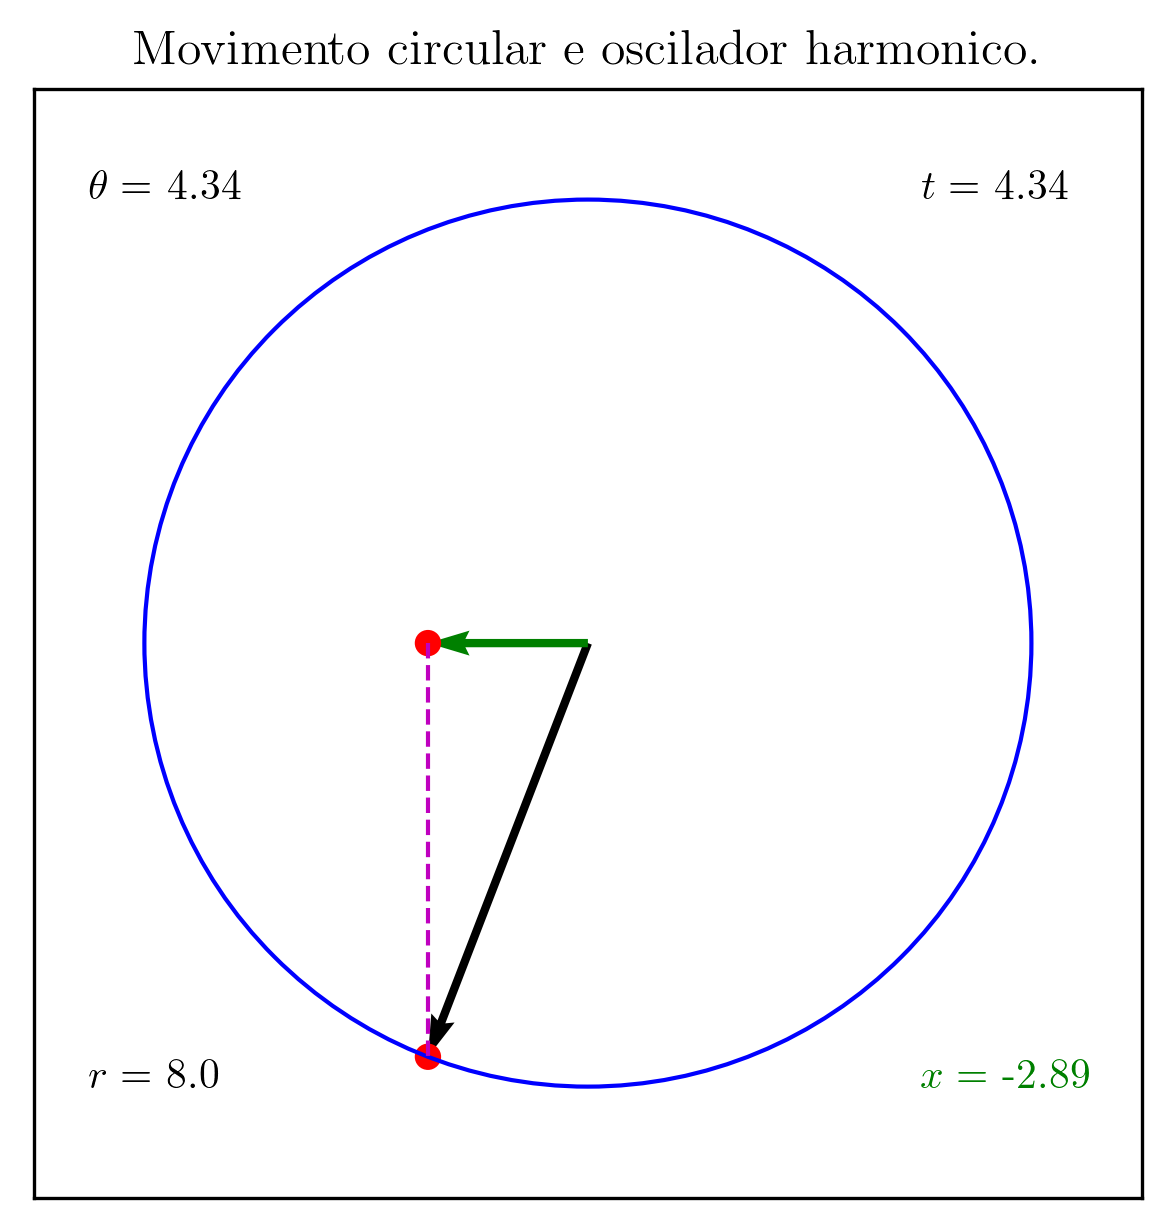 Movimento circular e oscilador harmonico.
θ = 4.34
t = 4.34
r = 8.0
x = -2.89